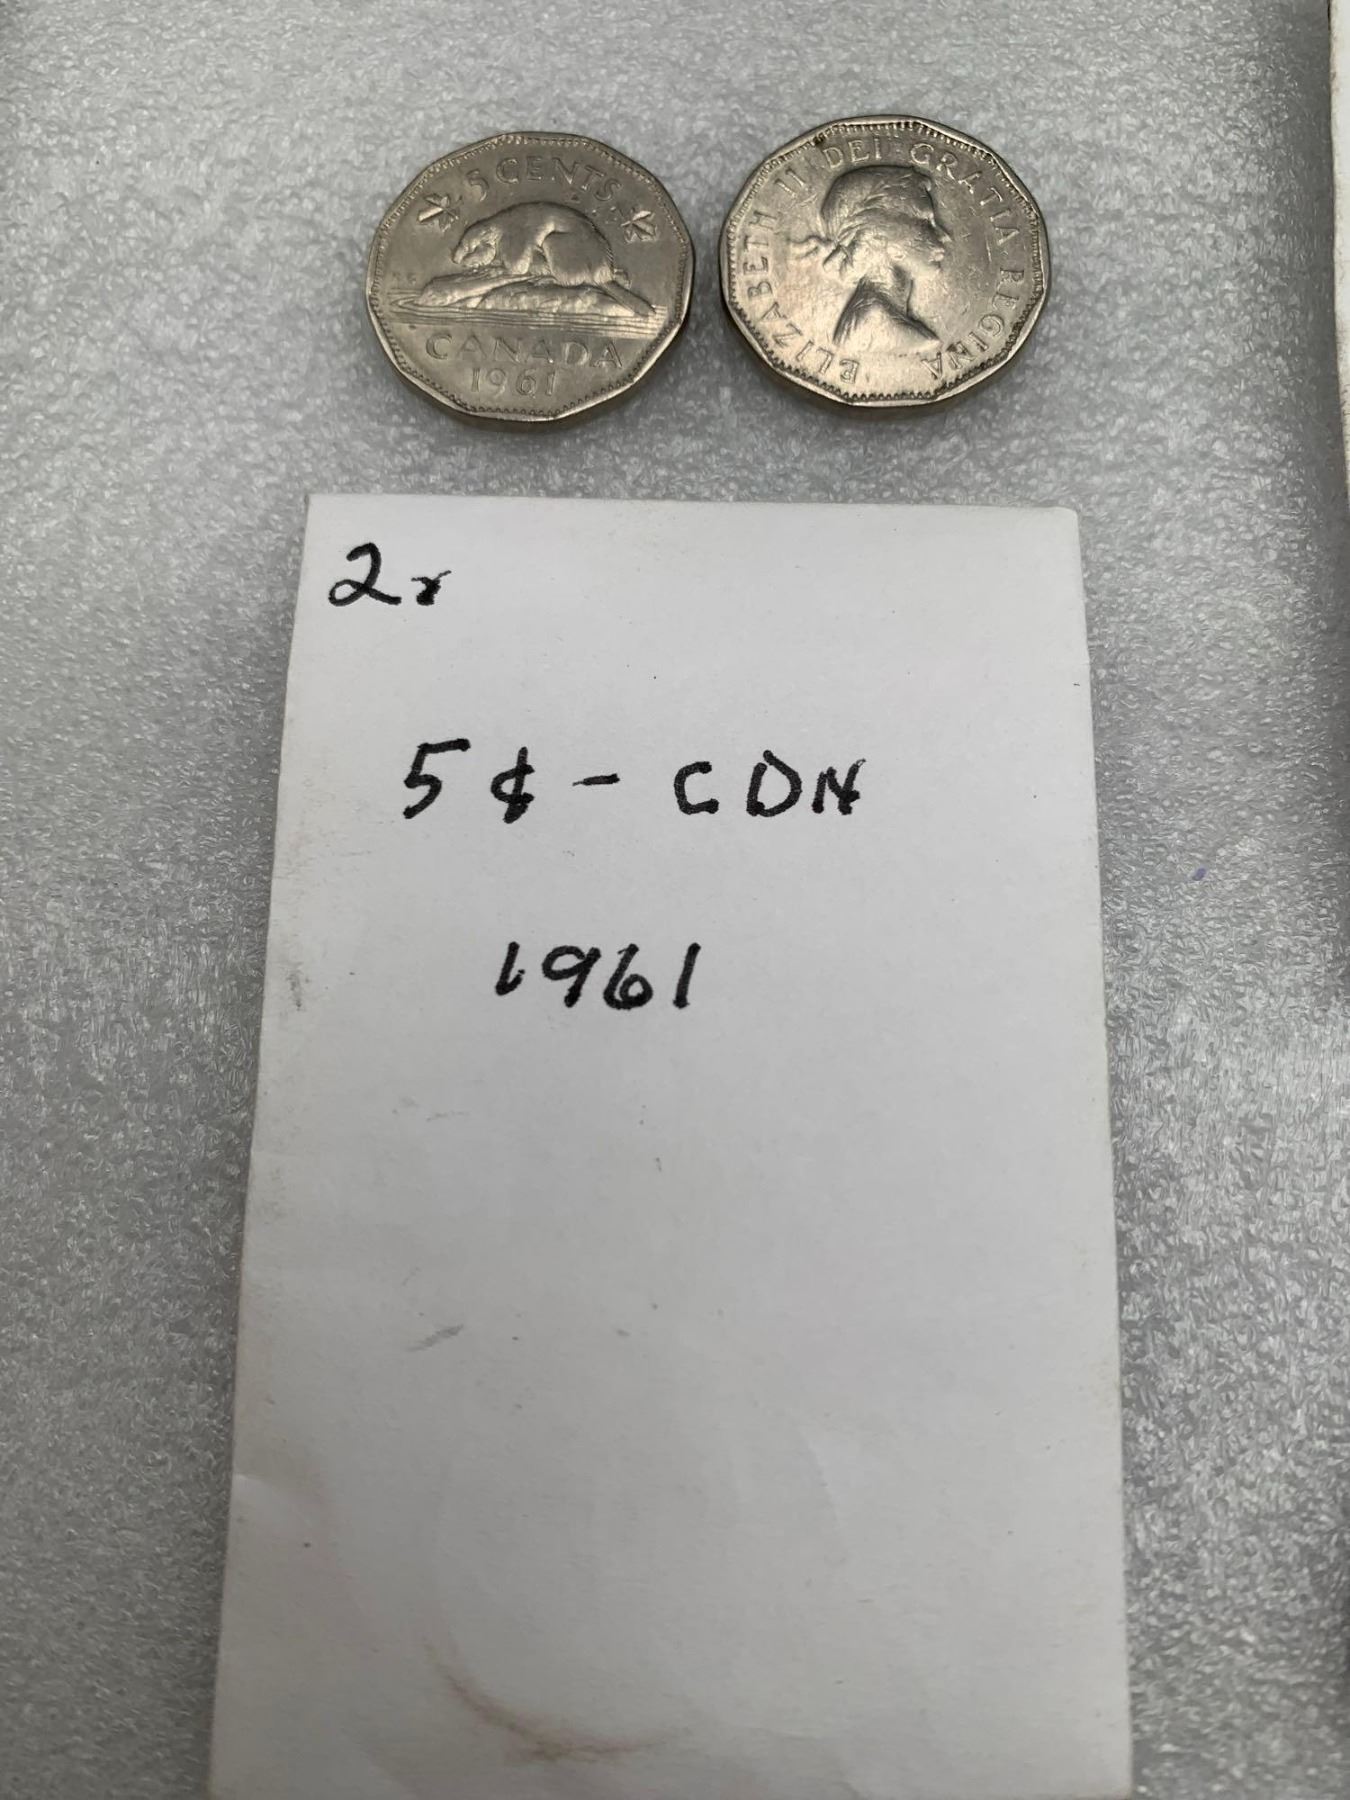 5 CENTS
CANADA
1961
ELIZABETH II DEI·GRATIA·REGINA
2x
5¢ - CDN
1961